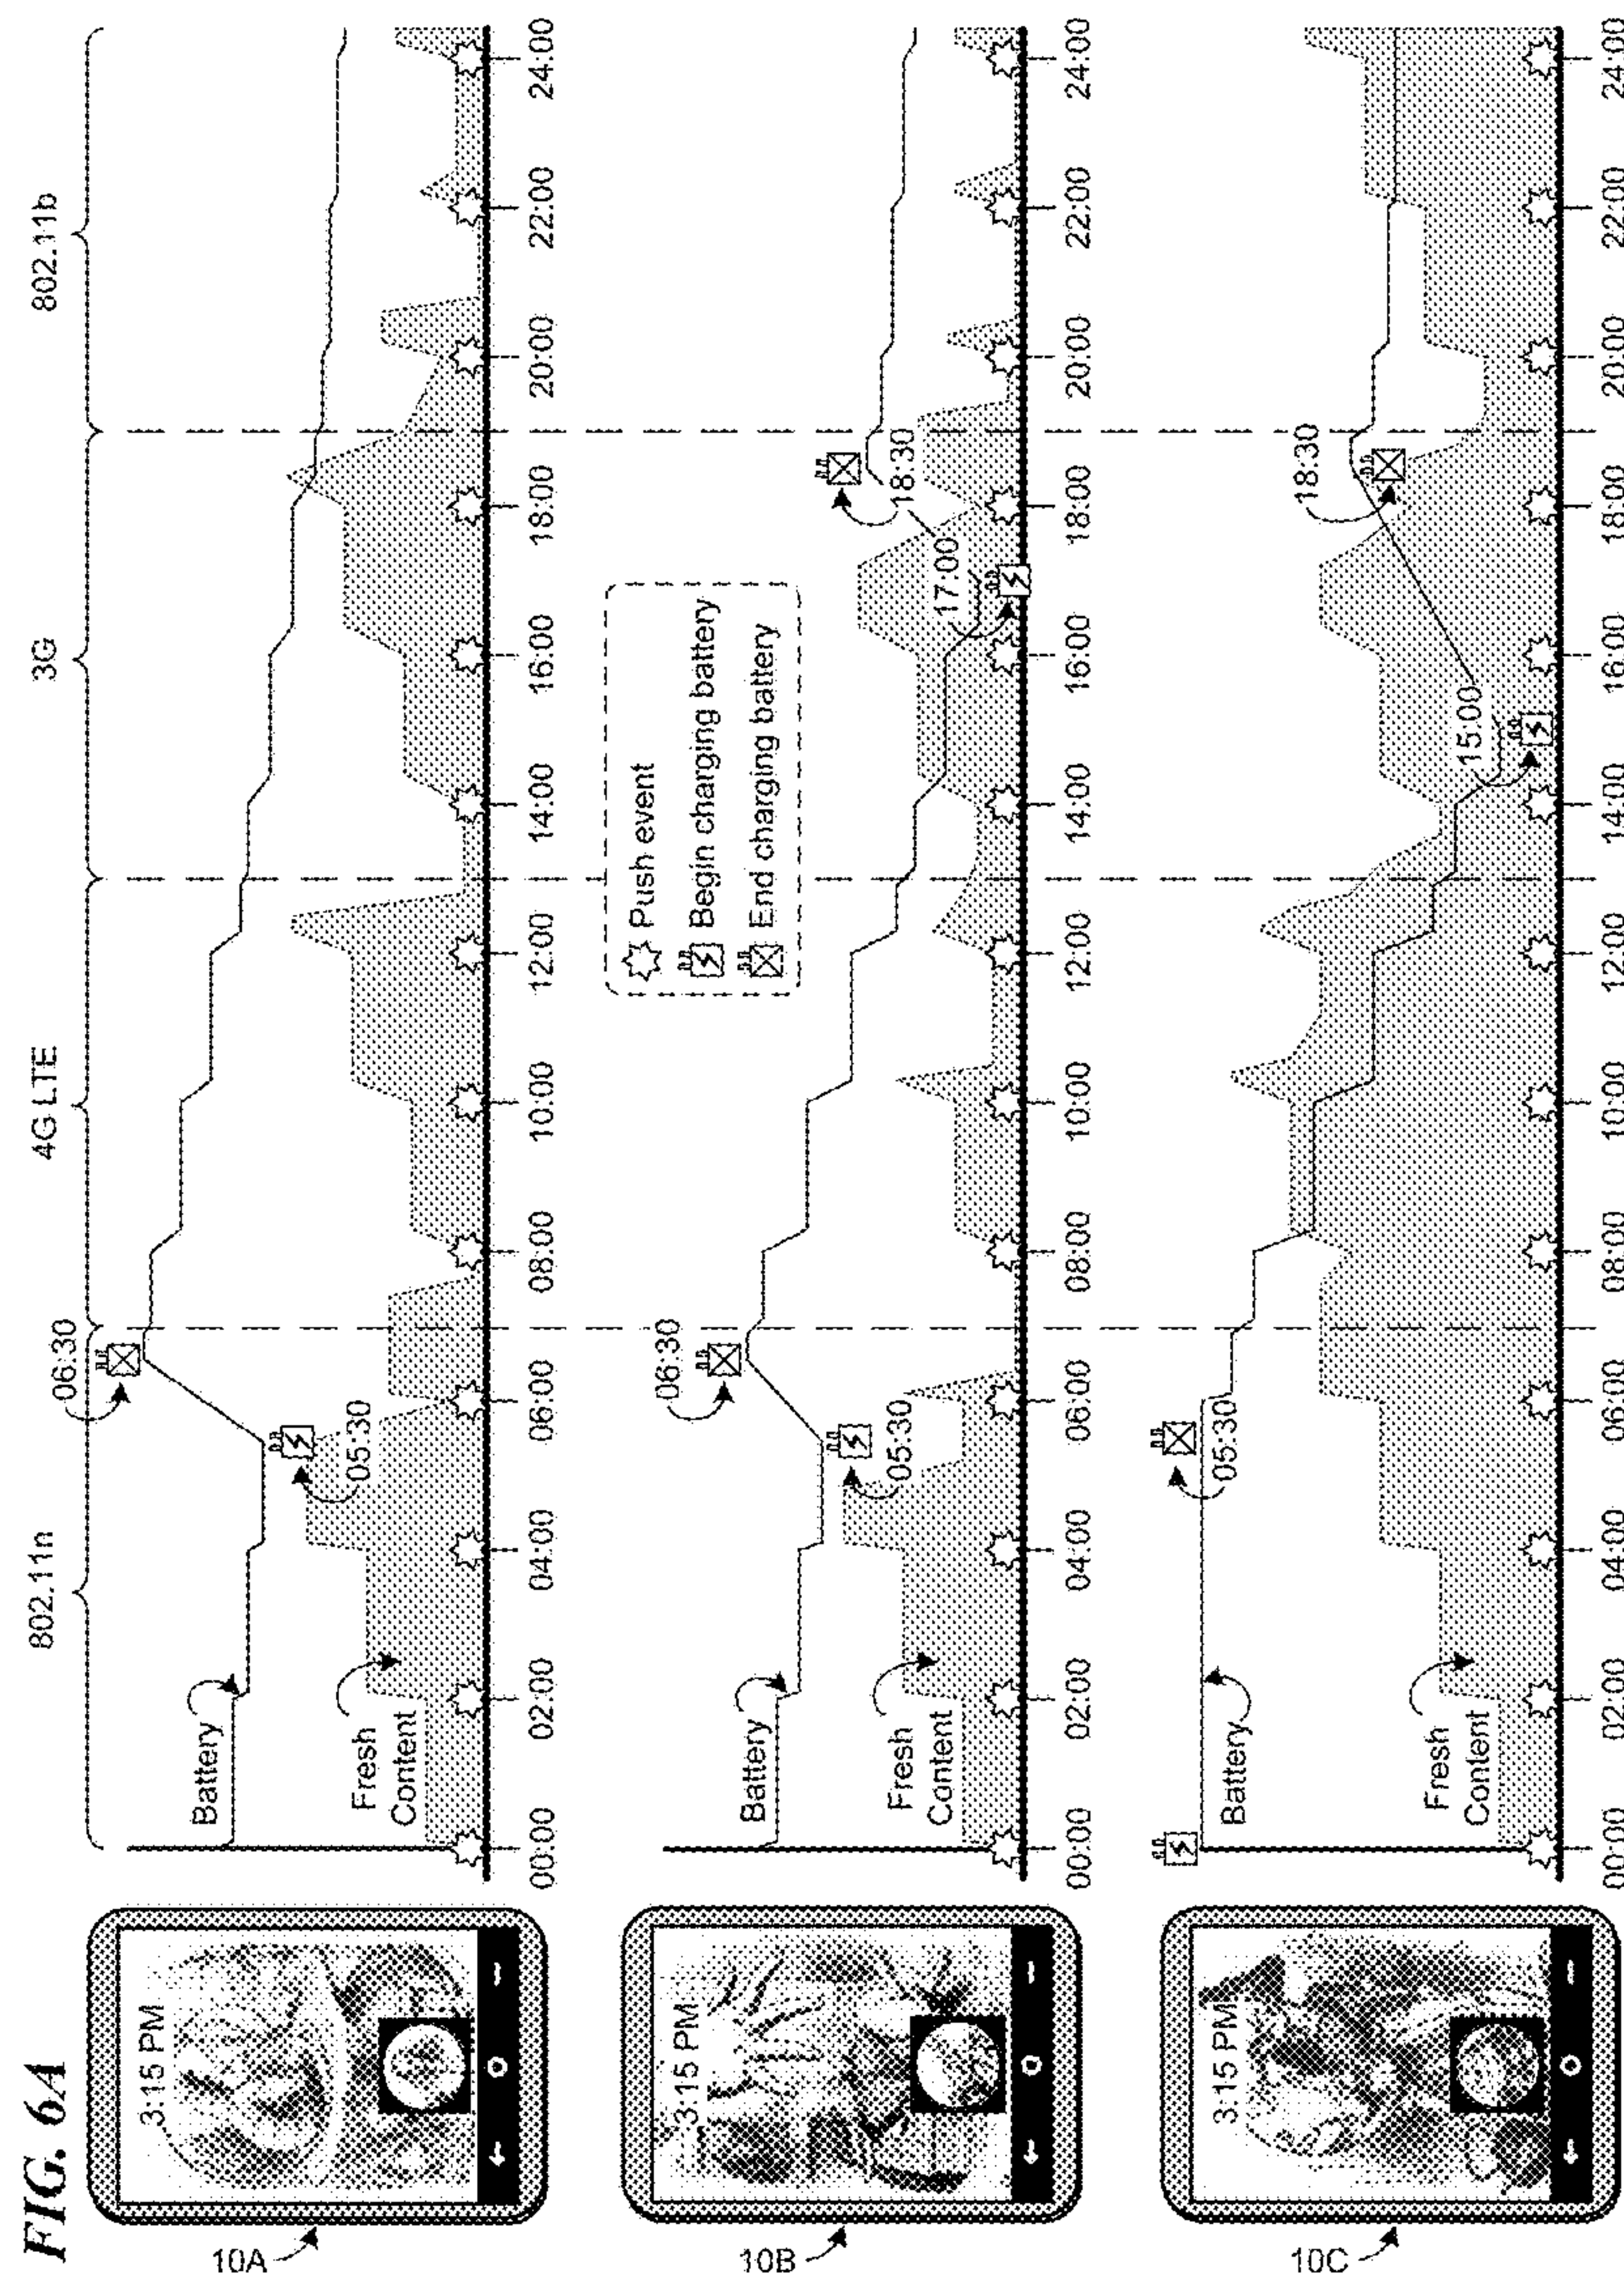 FIG. 6A
802.11n
4G LTE
3G
802.11b
10A
3:15 PM
Battery
Fresh
Content
05:30
06:30
00:00 02:00 04:00 06:00 08:00 10:00 12:00 14:00 16:00 18:00 20:00 22:00 24:00
Push event
Begin charging battery
End charging battery
10B
3:15 PM
Battery
Fresh
Content
05:30
06:30
17:00
18:30
00:00 02:00 04:00 06:00 08:00 10:00 12:00 14:00 16:00 18:00 20:00 22:00 24:00
10C
3:15 PM
Battery
Fresh
Content
05:30
15:00
18:30
00:00 02:00 04:00 06:00 08:00 10:00 12:00 14:00 16:00 18:00 20:00 22:00 24:00